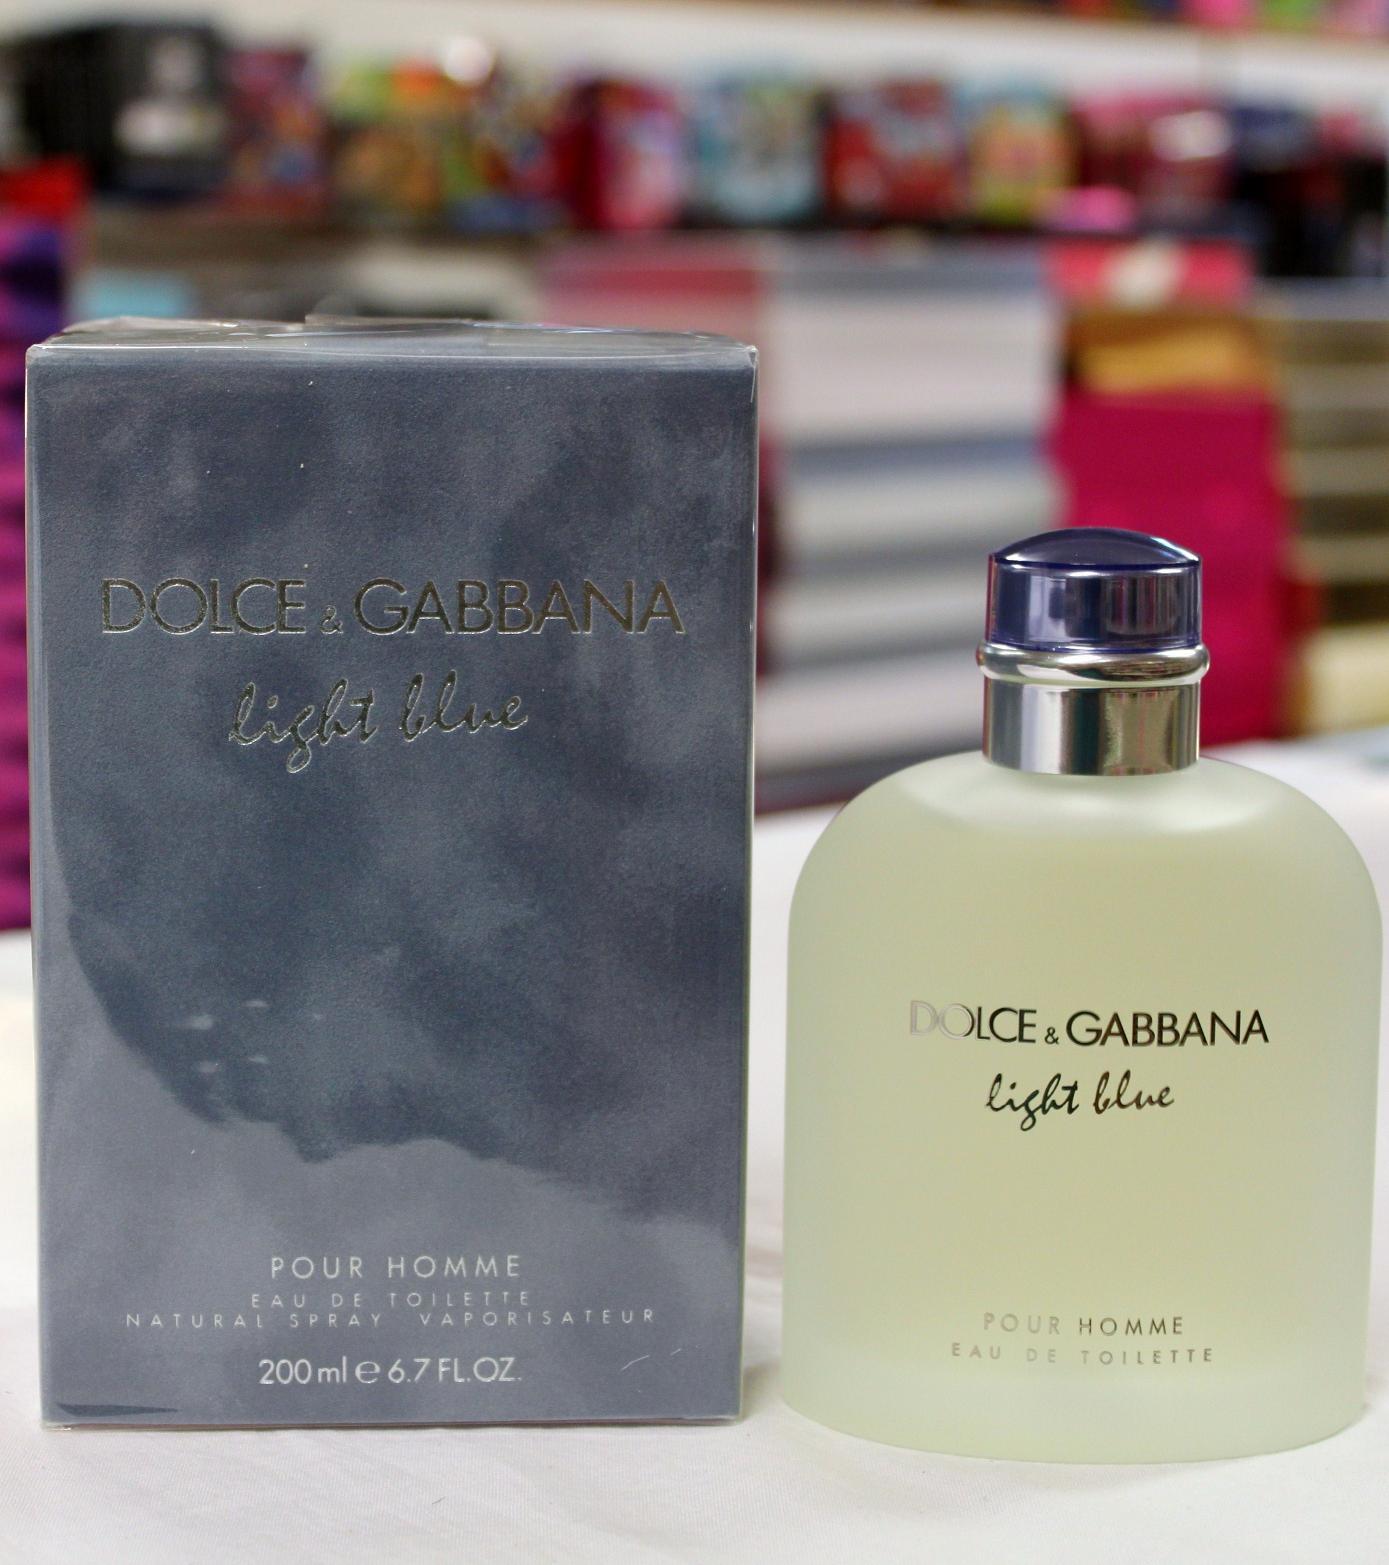 DOLCE & GABBANA
light blue
POUR HOMME
EAU DE TOILETTE
NATURAL SPRAY VAPORISATEUR
200 ml ℮ 6.7 FL.OZ.
DOLCE & GABBANA
light blue
POUR HOMME
EAU DE TOILETTE